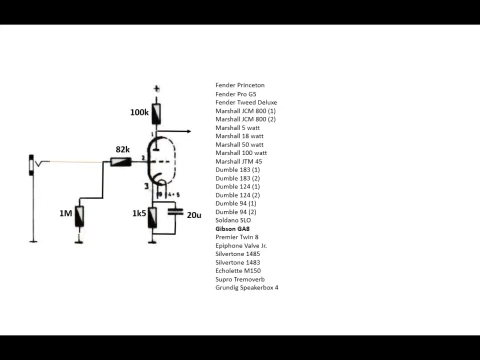 +
100k
1
82k
2
3
4+5
1M
1k5
20u
Fender Princeton
Fender Pro G5
Fender Tweed Deluxe
Marshall JCM 800 (1)
Marshall JCM 800 (2)
Marshall 5 watt
Marshall 18 watt
Marshall 50 watt
Marshall 100 watt
Marshall JTM 45
Dumble 183 (1)
Dumble 183 (2)
Dumble 124 (1)
Dumble 124 (2)
Dumble 94 (1)
Dumble 94 (2)
Soldano SLO
Gibson GA8
Premier Twin 8
Epiphone Valve Jr.
Silvertone 1485
Silvertone 1483
Echolette M150
Supro Tremoverb
Grundig Speakerbox 4